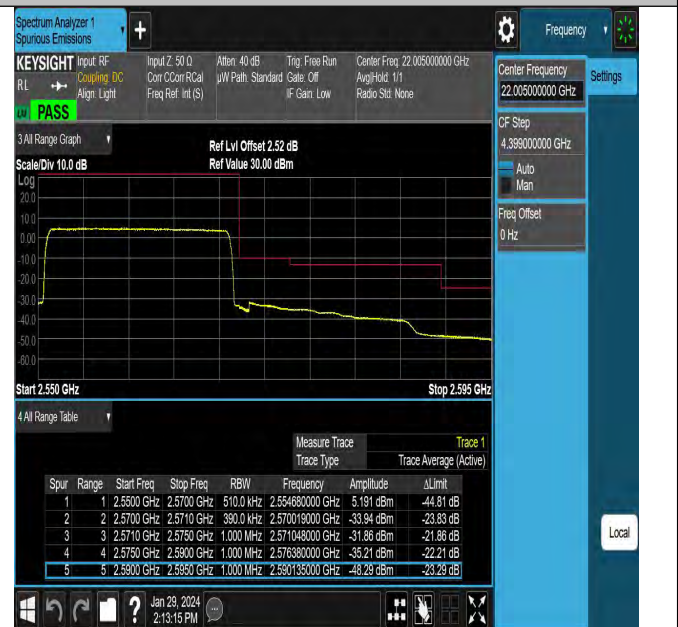 Spectrum Analyzer 1
Spurious Emissions
Frequency
KEYSIGHT
RL
Input: RF
Coupling: DC
Align: Light
Input Z: 50 Ω
Corr CCorr RCal
Freq Ref: Int (S)
Atten: 40 dB
µW Path: Standard
Trig: Free Run
Gate: Off
IF Gain: Low
Center Freq: 22.005000000 GHz
Avg|Hold: 1/1
Radio Std: None
LM PASS
Center Frequency
22.005000000 GHz
Settings
CF Step
4.399000000 GHz
Auto
Man
Freq Offset
0 Hz
Local
3 All Range Graph
Ref Lvl Offset 2.52 dB
Scale/Div 10.0 dB
Ref Value 30.00 dBm
Log
20.0
10.0
0.00
-10.0
-20.0
-30.0
-40.0
-50.0
-60.0
Start 2.550 GHz
Stop 2.595 GHz
4 All Range Table
Measure Trace Trace 1
Trace Type Trace Average (Active)
Spur Range Start Freq Stop Freq RBW Frequency Amplitude ΔLimit
1 1 2.5500 GHz 2.5700 GHz 510.0 kHz 2.554680000 GHz 5.191 dBm -44.81 dB
2 2 2.5700 GHz 2.5710 GHz 390.0 kHz 2.570019000 GHz -33.94 dBm -23.83 dB
3 3 2.5710 GHz 2.5750 GHz 1.000 MHz 2.571048000 GHz -31.86 dBm -21.86 dB
4 4 2.5750 GHz 2.5900 GHz 1.000 MHz 2.576380000 GHz -35.21 dBm -22.21 dB
5 5 2.5900 GHz 2.5950 GHz 1.000 MHz 2.590135000 GHz -48.29 dBm -23.29 dB
?
Jan 29, 2024
2:13:15 PM